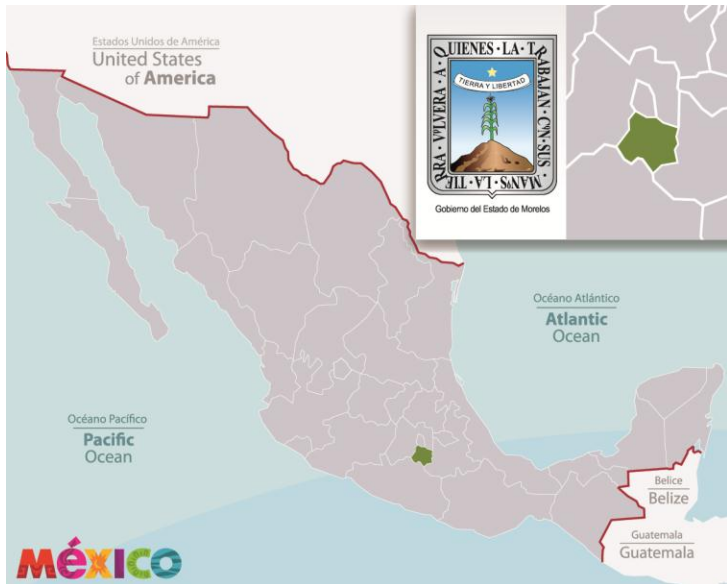 Estados Unidos de América
United States
of America
LA · TIERRA · VOLVERA · A · QUIENES · LA · TRABAJAN · CON · SUS · MANOS ·
TIERRA Y LIBERTAD
Gobierno del Estado de Morelos
Océano Atlántico
Atlantic
Ocean
Océano Pacífico
Pacific
Ocean
Belice
Belize
Guatemala
Guatemala
méxico